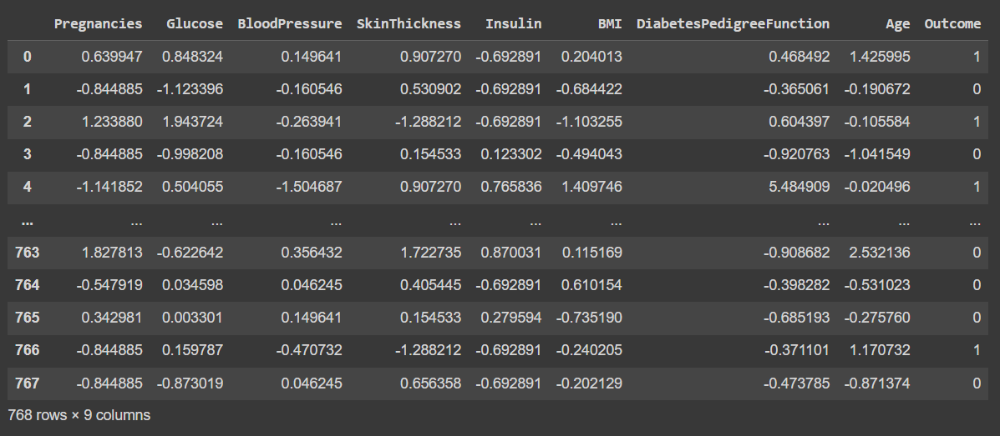 Pregnancies Glucose BloodPressure SkinThickness Insulin BMI DiabetesPedigreeFunction Age Outcome
0 0.639947 0.848324 0.149641 0.907270 -0.692891 0.204013 0.468492 1.425995 1
1 -0.844885 -1.123396 -0.160546 0.530902 -0.692891 -0.684422 -0.365061 -0.190672 0
2 1.233880 1.943724 -0.263941 -1.288212 -0.692891 -1.103255 0.604397 -0.105584 1
3 -0.844885 -0.998208 -0.160546 0.154533 0.123302 -0.494043 -0.920763 -1.041549 0
4 -1.141852 0.504055 -1.504687 0.907270 0.765836 1.409746 5.484909 -0.020496 1
... ... ... ... ... ... ... ... ... ...
763 1.827813 -0.622642 0.356432 1.722735 0.870031 0.115169 -0.908682 2.532136 0
764 -0.547919 0.034598 0.046245 0.405445 -0.692891 0.610154 -0.398282 -0.531023 0
765 0.342981 0.003301 0.149641 0.154533 0.279594 -0.735190 -0.685193 -0.275760 0
766 -0.844885 0.159787 -0.470732 -1.288212 -0.692891 -0.240205 -0.371101 1.170732 1
767 -0.844885 -0.873019 0.046245 0.656358 -0.692891 -0.202129 -0.473785 -0.871374 0
768 rows × 9 columns